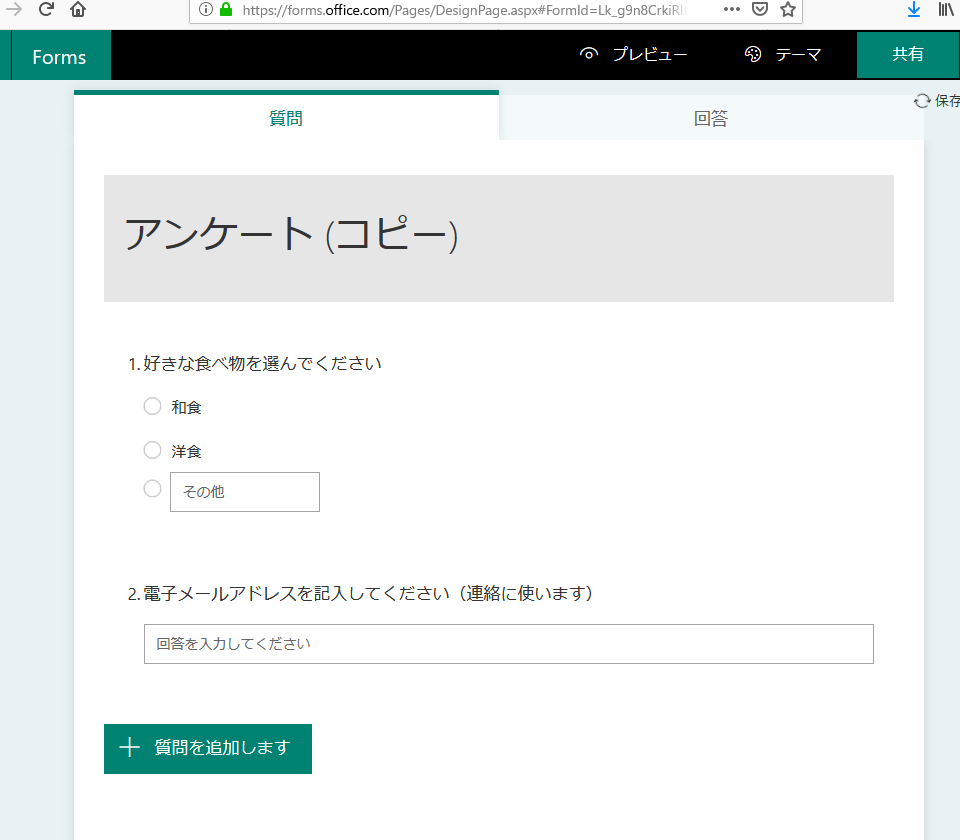 https://forms.office.com/Pages/DesignPage.aspx#FormId=Lk_g9n8CrkiRl
Forms プレビュー テーマ 共有
保存
質問 回答
アンケート (コピー)
1. 好きな食べ物を選んでください
和食
洋食
その他
2. 電子メールアドレスを記入してください（連絡に使います）
回答を入力してください
質問を追加します